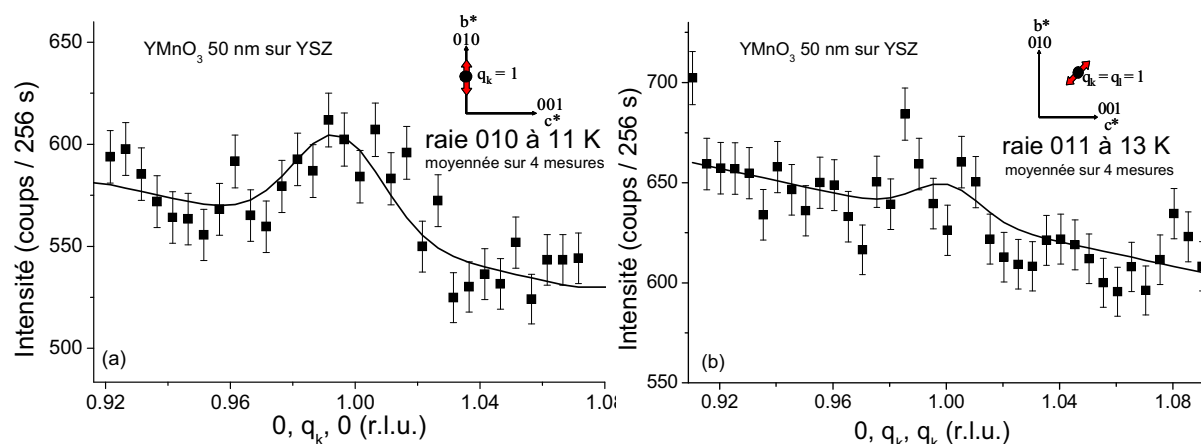 650
600
550
500
Intensité (coups / 256 s)
YMnO₃ 50 nm sur YSZ
b*
010
qₖ = 1
001
c*
raie 010 à 11 K
moyennée sur 4 mesures
(a)
0.92 0.96 1.00 1.04 1.08
0, qₖ, 0 (r.l.u.)
700
650
600
550
Intensité (coups / 256 s)
YMnO₃ 50 nm sur YSZ
b*
010
qₖ = qₗ = 1
001
c*
raie 011 à 13 K
moyennée sur 4 mesures
(b)
0.92 0.96 1.00 1.04 1.08
0, qₖ, qₖ (r.l.u.)